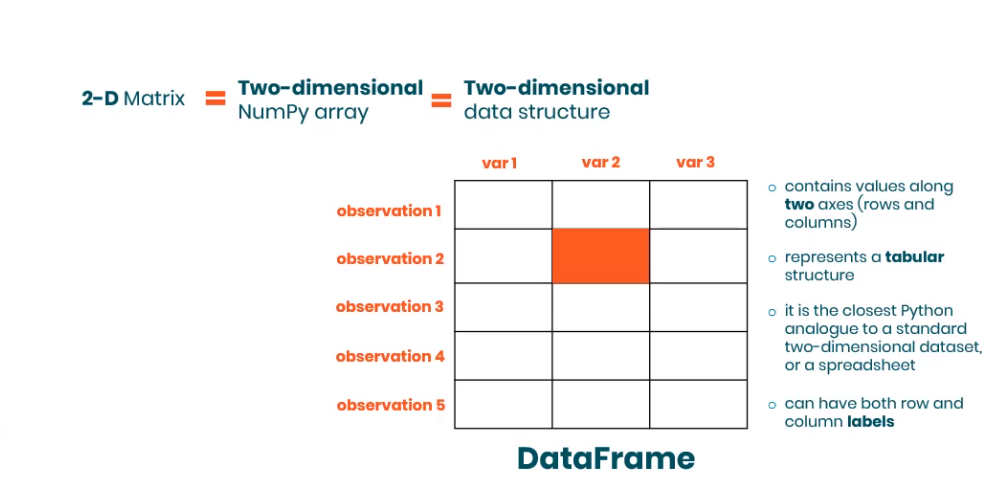 2-D Matrix = Two-dimensional NumPy array = Two-dimensional data structure
var 1 var 2 var 3
observation 1
observation 2
observation 3
observation 4
observation 5
contains values along
two axes (rows and
columns)
represents a tabular
structure
it is the closest Python
analogue to a standard
two-dimensional dataset,
or a spreadsheet
can have both row and
column labels
DataFrame